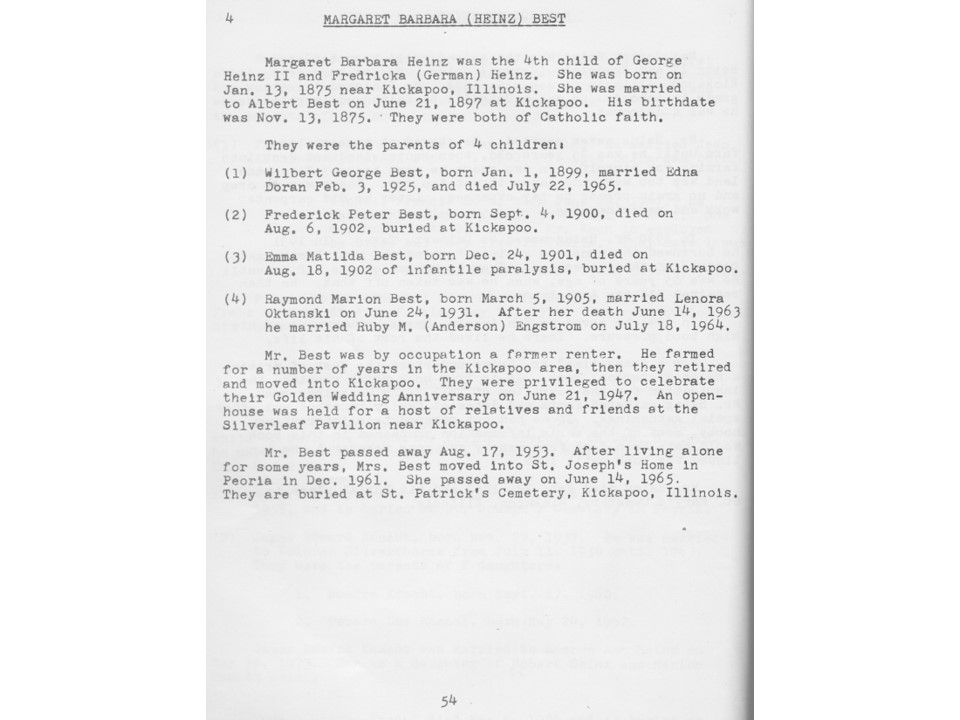 4 MARGARET BARBARA (HEINZ) BEST
Margaret Barbara Heinz was the 4th child of George
Heinz II and Fredricka (German) Heinz. She was born on
Jan. 13, 1875 near Kickapoo, Illinois. She was married
to Albert Best on June 21, 1897 at Kickapoo. His birthdate
was Nov. 13, 1875. They were both of Catholic faith.
They were the parents of 4 children:
(1) Wilbert George Best, born Jan. 1, 1899, married Edna
Doran Feb. 3, 1925, and died July 22, 1965.
(2) Frederick Peter Best, born Sept. 4, 1900, died on
Aug. 6, 1902, buried at Kickapoo.
(3) Emma Matilda Best, born Dec. 24, 1901, died on
Aug. 18, 1902 of infantile paralysis, buried at Kickapoo.
(4) Raymond Marion Best, born March 5, 1905, married Lenora
Oktanski on June 24, 1931. After her death June 14, 1963
he married Ruby M. (Anderson) Engstrom on July 18, 1964.
Mr. Best was by occupation a farmer renter. He farmed
for a number of years in the Kickapoo area, then they retired
and moved into Kickapoo. They were privileged to celebrate
their Golden Wedding Anniversary on June 21, 1947. An open-
house was held for a host of relatives and friends at the
Silverleaf Pavilion near Kickapoo.
Mr. Best passed away Aug. 17, 1953. After living alone
for some years, Mrs. Best moved into St. Joseph's Home in
Peoria in Dec. 1961. She passed away on June 14, 1965.
They are buried at St. Patrick's Cemetery, Kickapoo, Illinois.
54